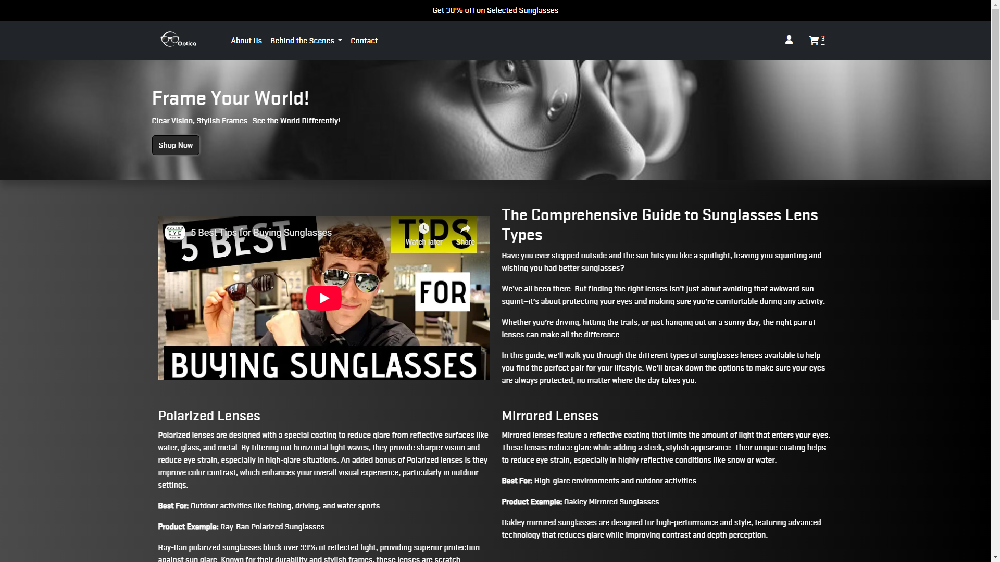 Get 30% off on Selected Sunglasses
Optica
About Us
Behind the Scenes
Contact
3
Frame Your World!
Clear Vision, Stylish Frames—See the World Differently!
Shop Now
DOCTOR
EYE
HEALTH
5 Best Tips for Buying Sunglasses
Watch later
Share
5 BEST
TiPS
FOR
BUYING SUNGLASSES
The Comprehensive Guide to Sunglasses Lens
Types
Have you ever stepped outside and the sun hits you like a spotlight, leaving you squinting and
wishing you had better sunglasses?
We’ve all been there. But finding the right lenses isn’t just about avoiding that awkward sun
squint—it’s about protecting your eyes and making sure you’re comfortable during any activity.
Whether you’re driving, hitting the trails, or just hanging out on a sunny day, the right pair of
lenses can make all the difference.
In this guide, we’ll walk you through the different types of sunglasses lenses available to help
you find the perfect pair for your lifestyle. We’ll break down the options to make sure your eyes
are always protected, no matter where the day takes you.
Polarized Lenses
Polarized lenses are designed with a special coating to reduce glare from reflective surfaces like
water, glass, and metal. By filtering out horizontal light waves, they provide sharper vision and
reduce eye strain, especially in high-glare situations. An added bonus of Polarized lenses is they
improve color contrast, which enhances your overall visual experience, particularly in outdoor
settings.
Best For: Outdoor activities like fishing, driving, and water sports.
Product Example: Ray-Ban Polarized Sunglasses
Ray-Ban polarized sunglasses block over 99% of reflected light, providing superior protection
against sun glare. Known for their durability and stylish frames, these lenses are scratch-
Mirrored Lenses
Mirrored lenses feature a reflective coating that limits the amount of light that enters your eyes.
These lenses reduce glare while adding a sleek, stylish appearance. Their unique coating helps
to reduce eye strain, especially in highly reflective conditions like snow or water.
Best For: High-glare environments and outdoor activities.
Product Example: Oakley Mirrored Sunglasses
Oakley mirrored sunglasses are designed for high-performance and style, featuring advanced
technology that reduces glare while improving contrast and depth perception.